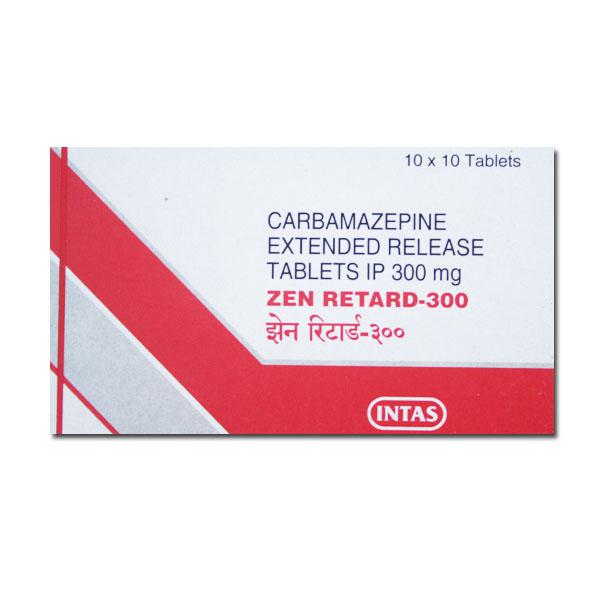 10 x 10 Tablets
CARBAMAZEPINE
EXTENDED RELEASE
TABLETS IP 300 mg
ZEN RETARD-300
झेन रिटार्ड-३००
INTAS